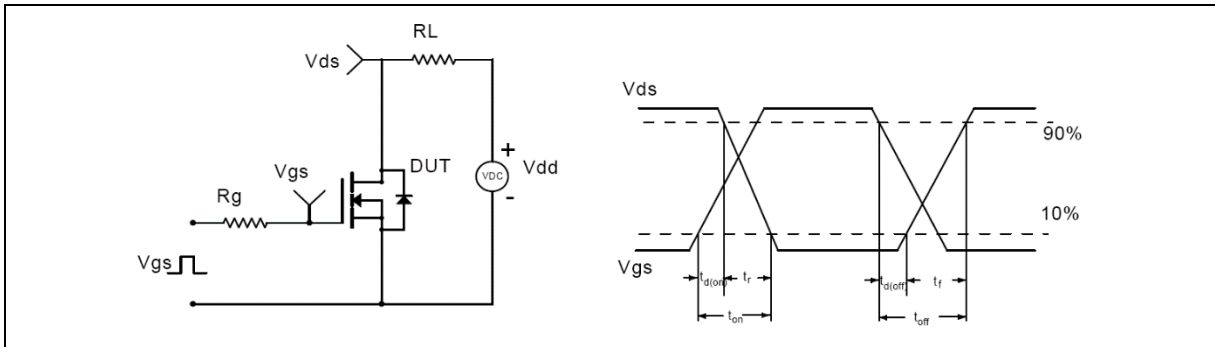 RL
Vds
Vgs
DUT
Rg
VDC
+
Vdd
-
Vgs
Vds
90%
10%
Vgs
td(on)
tr
ton
td(off)
tf
toff